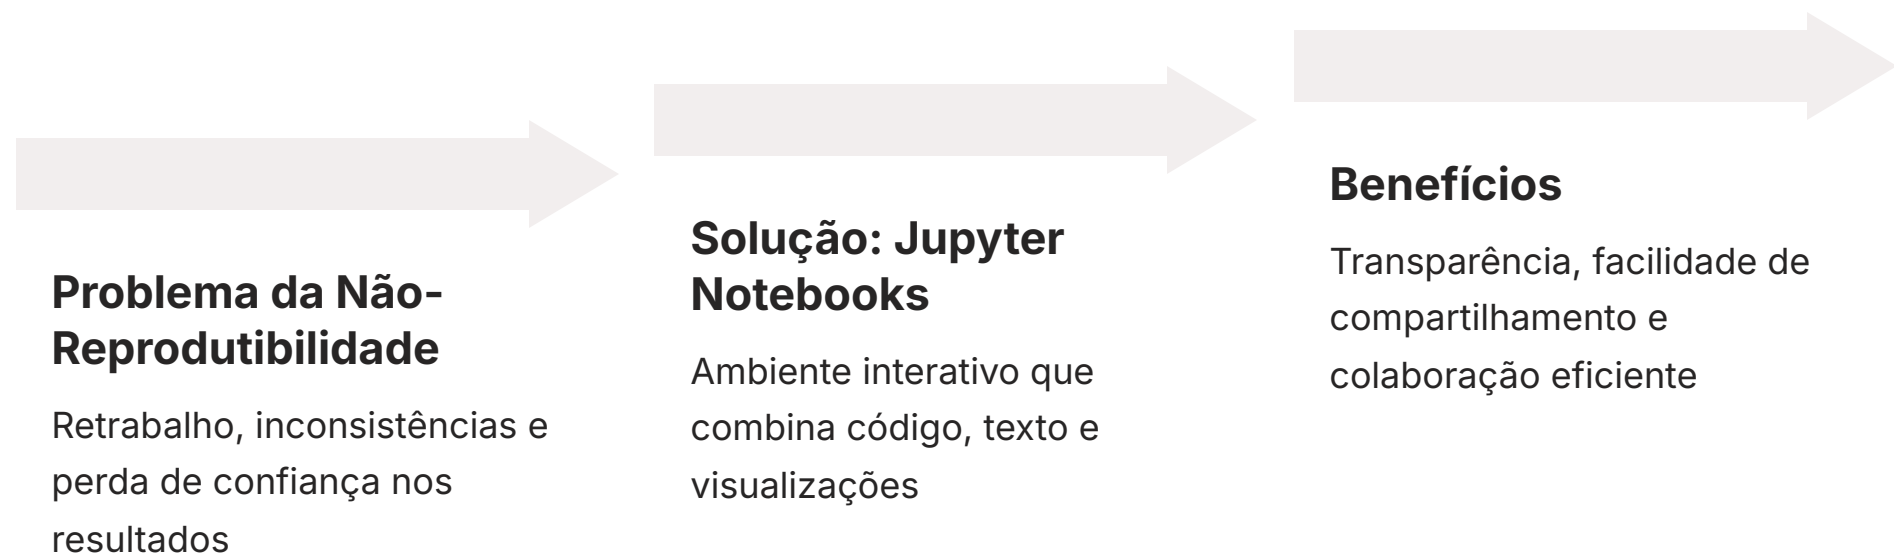 Problema da Não-
Reprodutibilidade
Retrabalho, inconsistências e
perda de confiança nos
resultados
Solução: Jupyter
Notebooks
Ambiente interativo que
combina código, texto e
visualizações
Benefícios
Transparência, facilidade de
compartilhamento e
colaboração eficiente